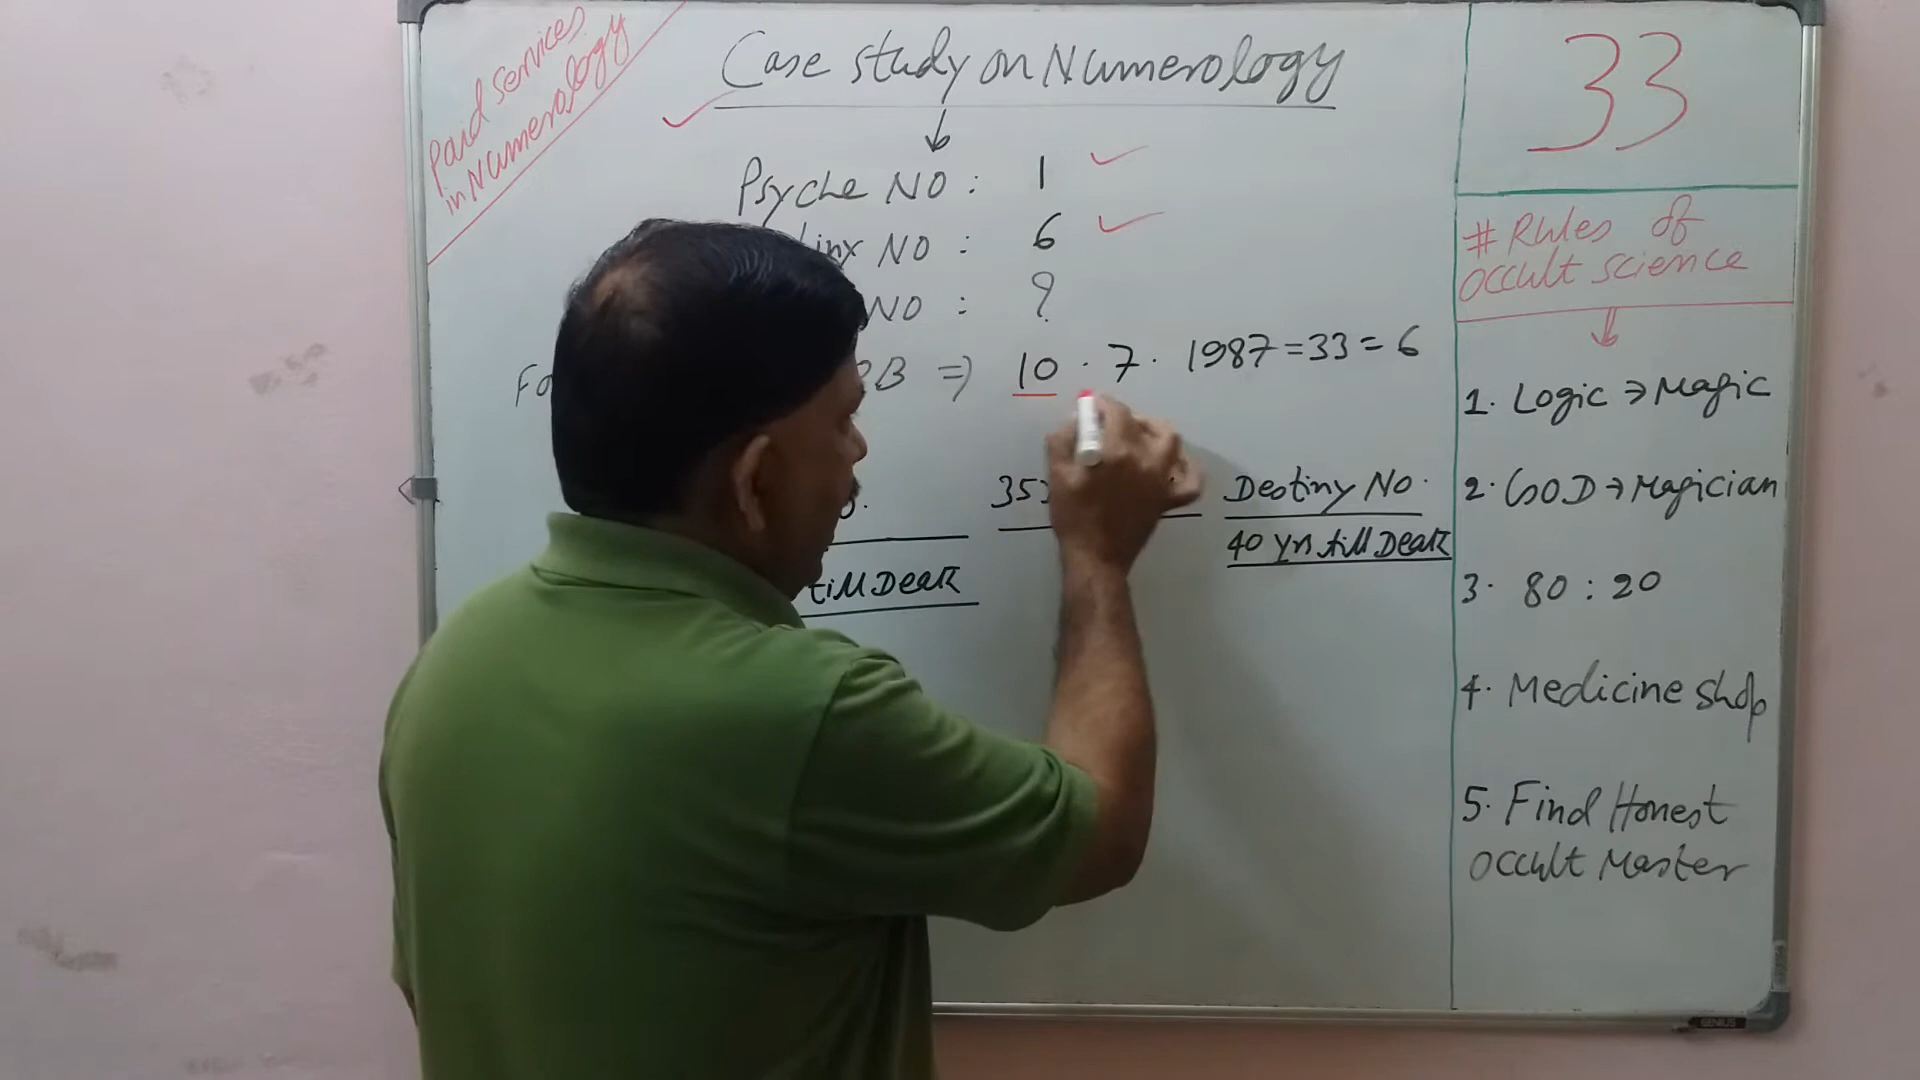 Paid Services
in Numerology
Case study on Numerology
Psyche NO : 1
NO : 6
NO : ?
=) 10 . 7 . 1987 = 33 = 6
Destiny No.
40 yrs till Death
till Death
33
# Rules of
occult science
1. Logic → Magic
2. GOD → Magician
3. 80 : 20
4. Medicine shop
5. Find Honest
occult Master
GENIUS